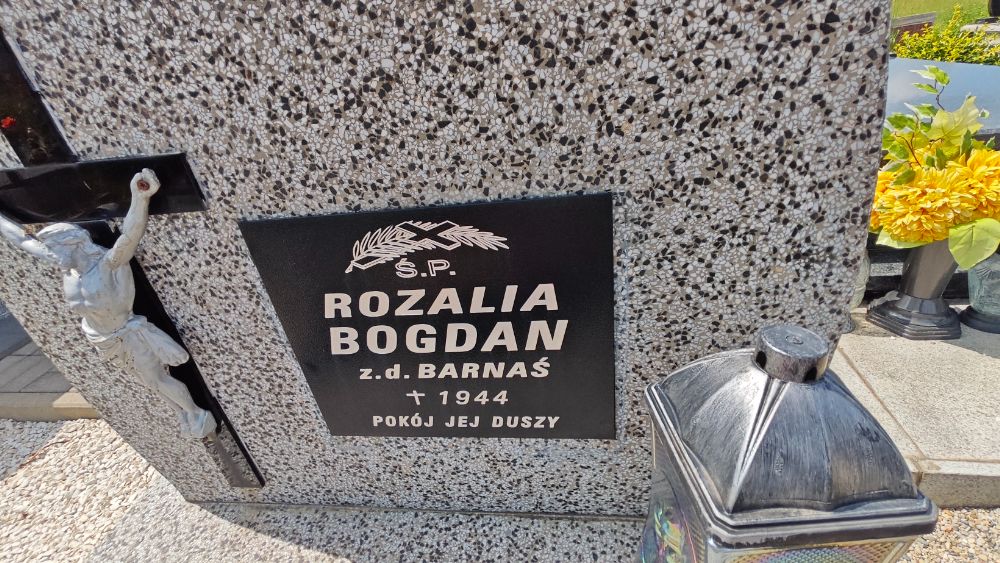 Ś.P.
ROZALIA
BOGDAN
z.d. BARNAŚ
✝ 1944
POKÓJ JEJ DUSZY